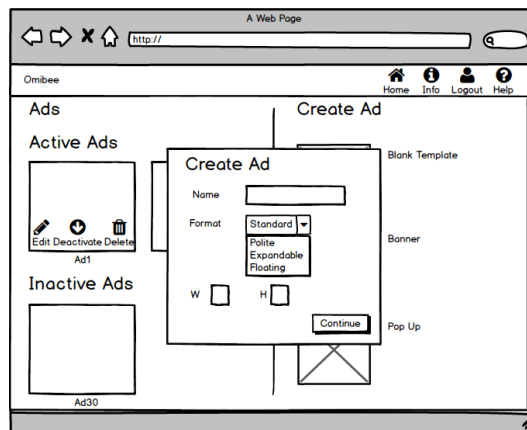 A Web Page
http://
Omibee
Home Info Logout Help
Ads
Active Ads
Edit Deactivate Delete
Ad1
Inactive Ads
Ad30
Create Ad
Blank Template
Banner
Pop Up
Create Ad
Name
Format Standard
Polite
Expandable
Floating
W H
Continue